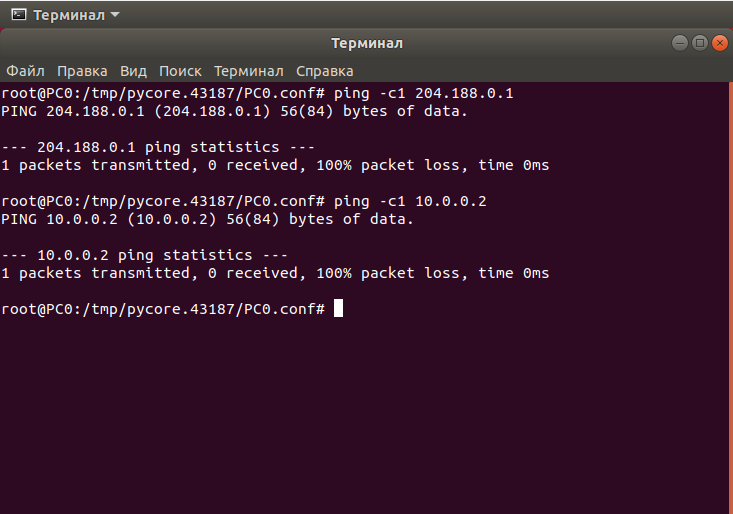 Терминал
Терминал
Файл Правка Вид Поиск Терминал Справка
root@PC0:/tmp/pycore.43187/PC0.conf# ping -c1 204.188.0.1
PING 204.188.0.1 (204.188.0.1) 56(84) bytes of data.
--- 204.188.0.1 ping statistics ---
1 packets transmitted, 0 received, 100% packet loss, time 0ms
root@PC0:/tmp/pycore.43187/PC0.conf# ping -c1 10.0.0.2
PING 10.0.0.2 (10.0.0.2) 56(84) bytes of data.
--- 10.0.0.2 ping statistics ---
1 packets transmitted, 0 received, 100% packet loss, time 0ms
root@PC0:/tmp/pycore.43187/PC0.conf#